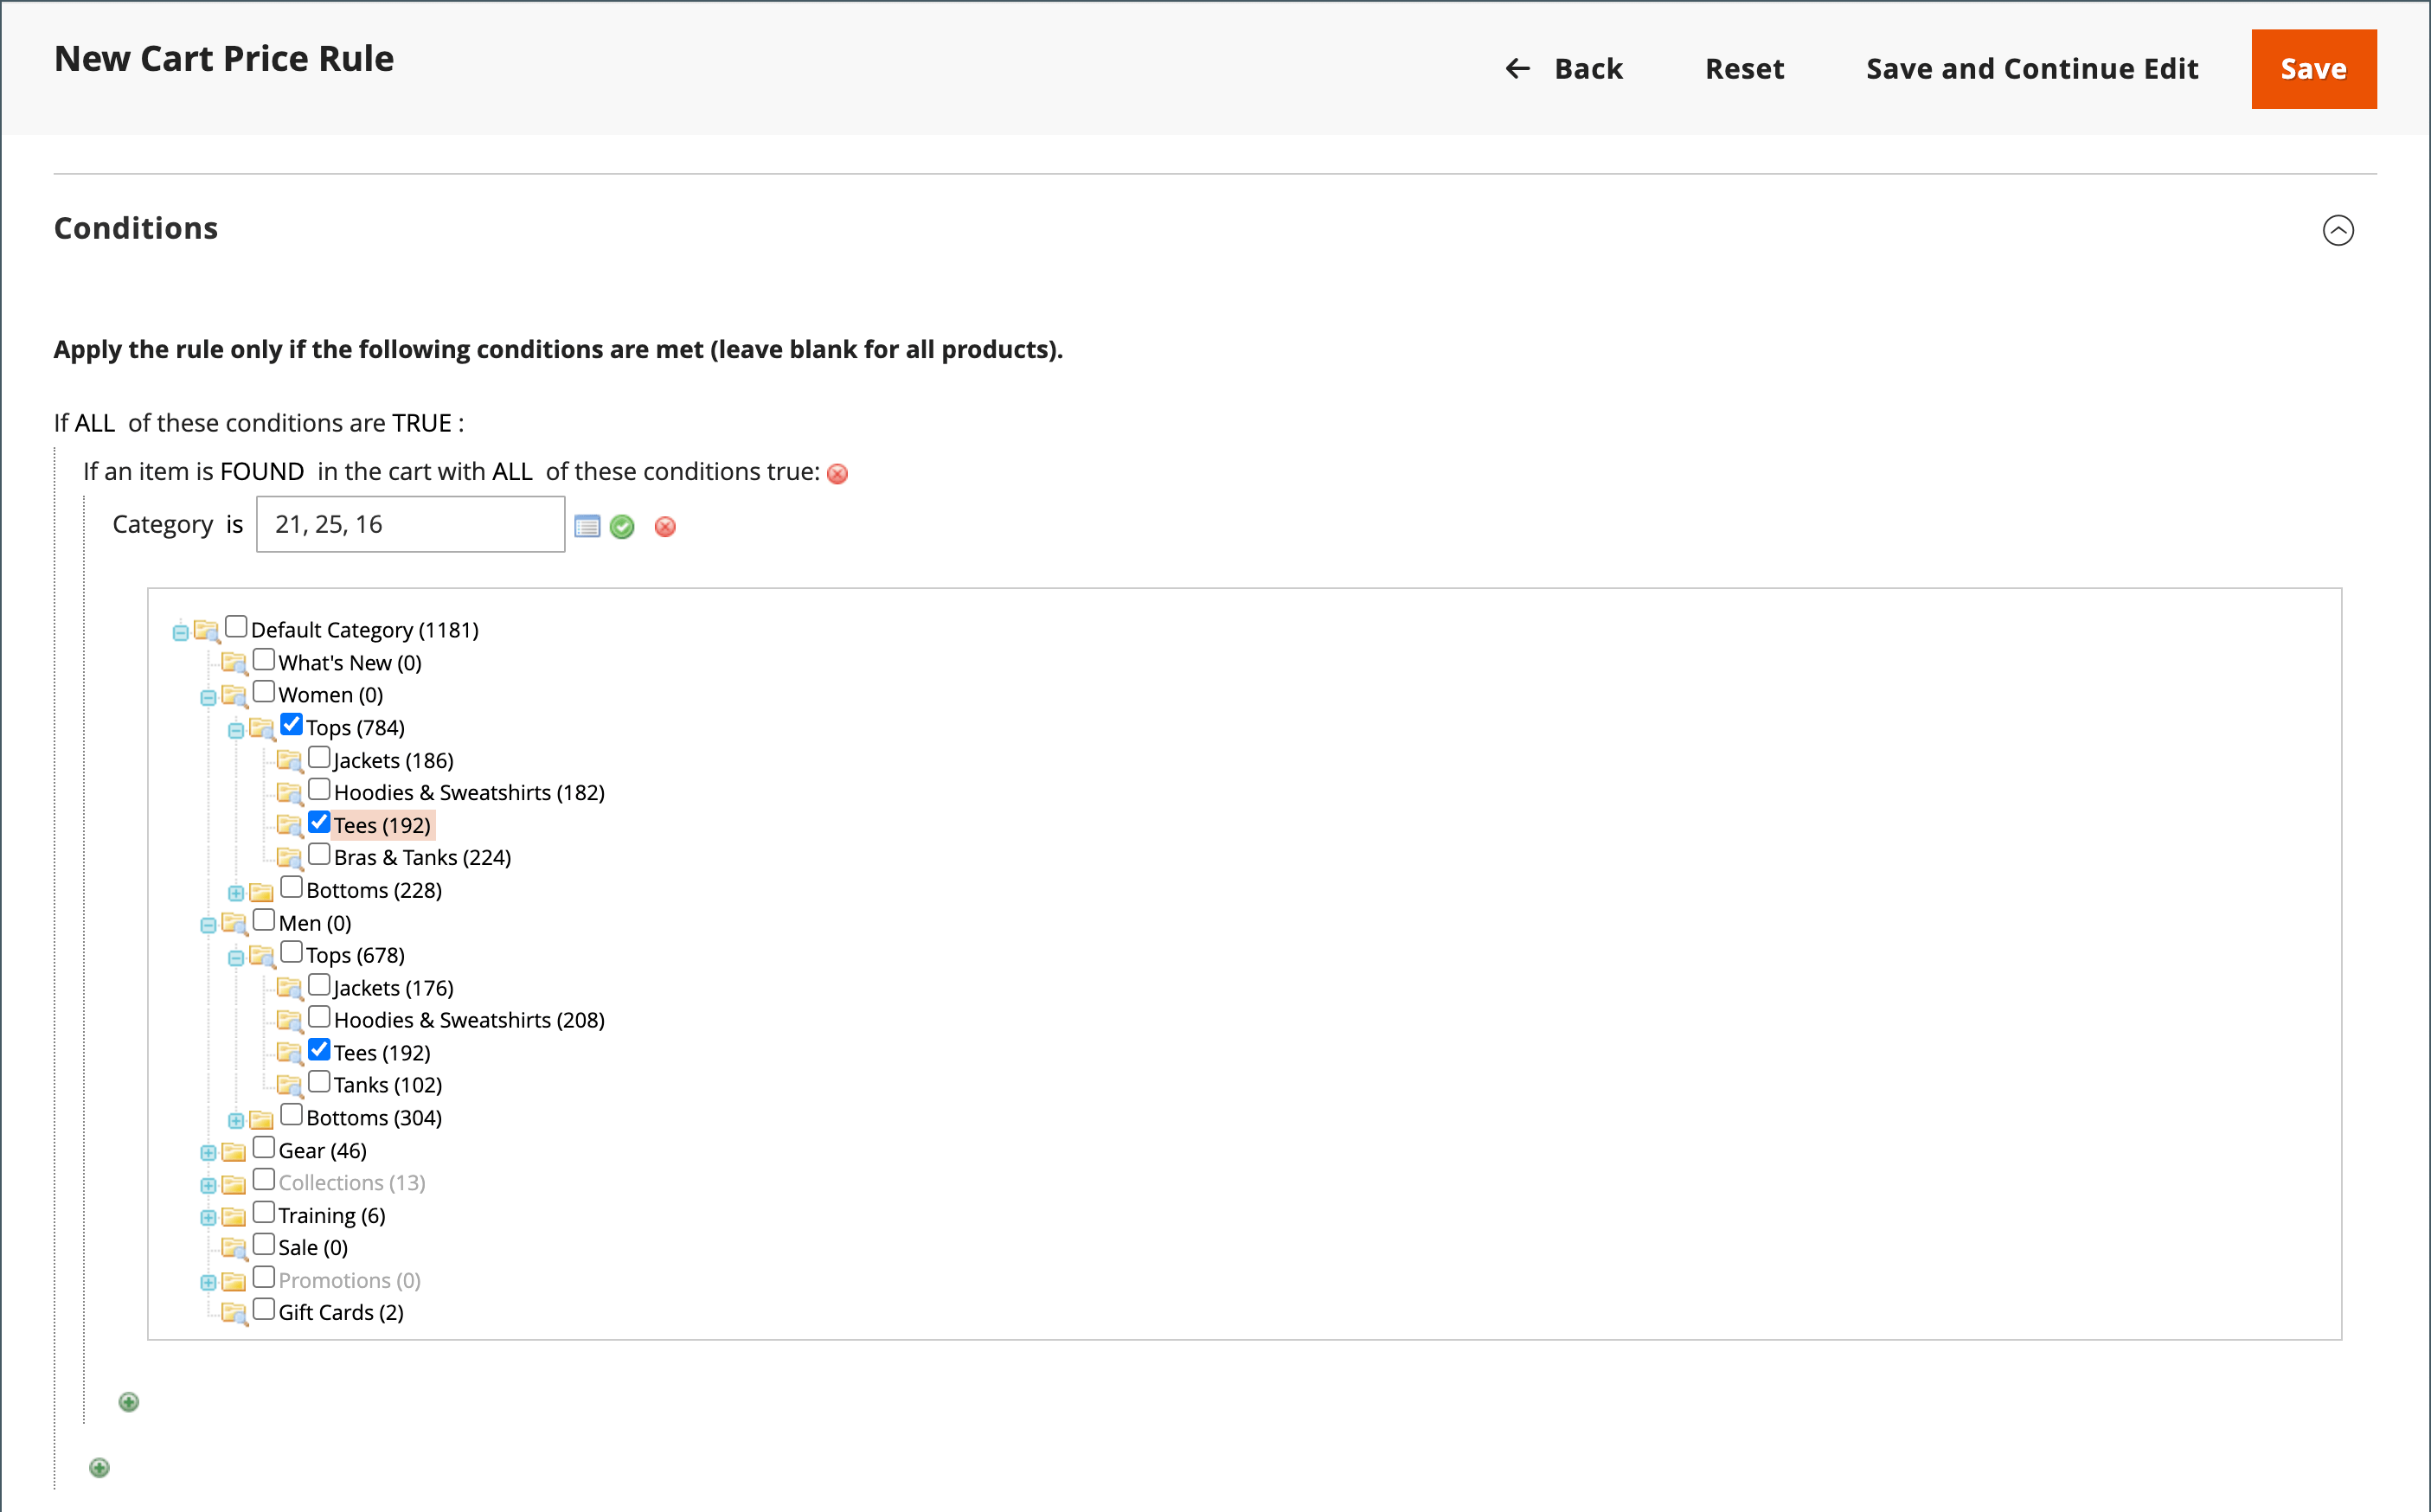 New Cart Price Rule
← Back Reset Save and Continue Edit Save
Conditions
Apply the rule only if the following conditions are met (leave blank for all products).
If ALL of these conditions are TRUE :
If an item is FOUND in the cart with ALL of these conditions true:
Category is 21, 25, 16
Default Category (1181)
What's New (0)
Women (0)
Tops (784)
Jackets (186)
Hoodies & Sweatshirts (182)
Tees (192)
Bras & Tanks (224)
Bottoms (228)
Men (0)
Tops (678)
Jackets (176)
Hoodies & Sweatshirts (208)
Tees (192)
Tanks (102)
Bottoms (304)
Gear (46)
Collections (13)
Training (6)
Sale (0)
Promotions (0)
Gift Cards (2)